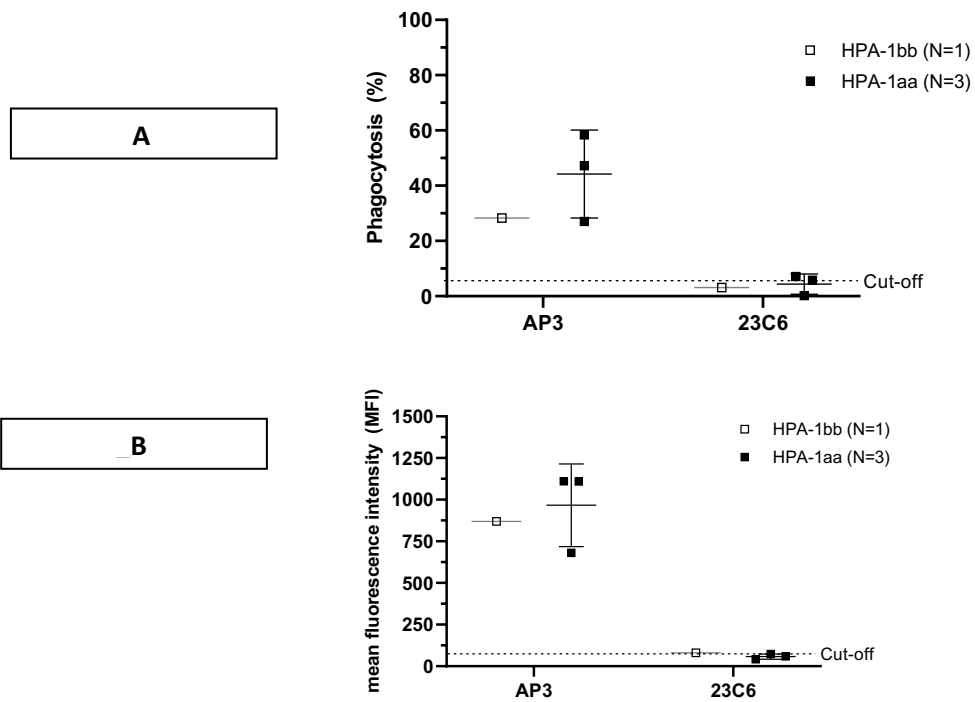 A
Phagocytosis (%)
100
80
60
40
20
0
HPA-1bb (N=1)
HPA-1aa (N=3)
Cut-off
AP3
23C6
_B
mean fluorescence intensity (MFI)
1500
1250
1000
750
500
250
0
HPA-1bb (N=1)
HPA-1aa (N=3)
Cut-off
AP3
23C6